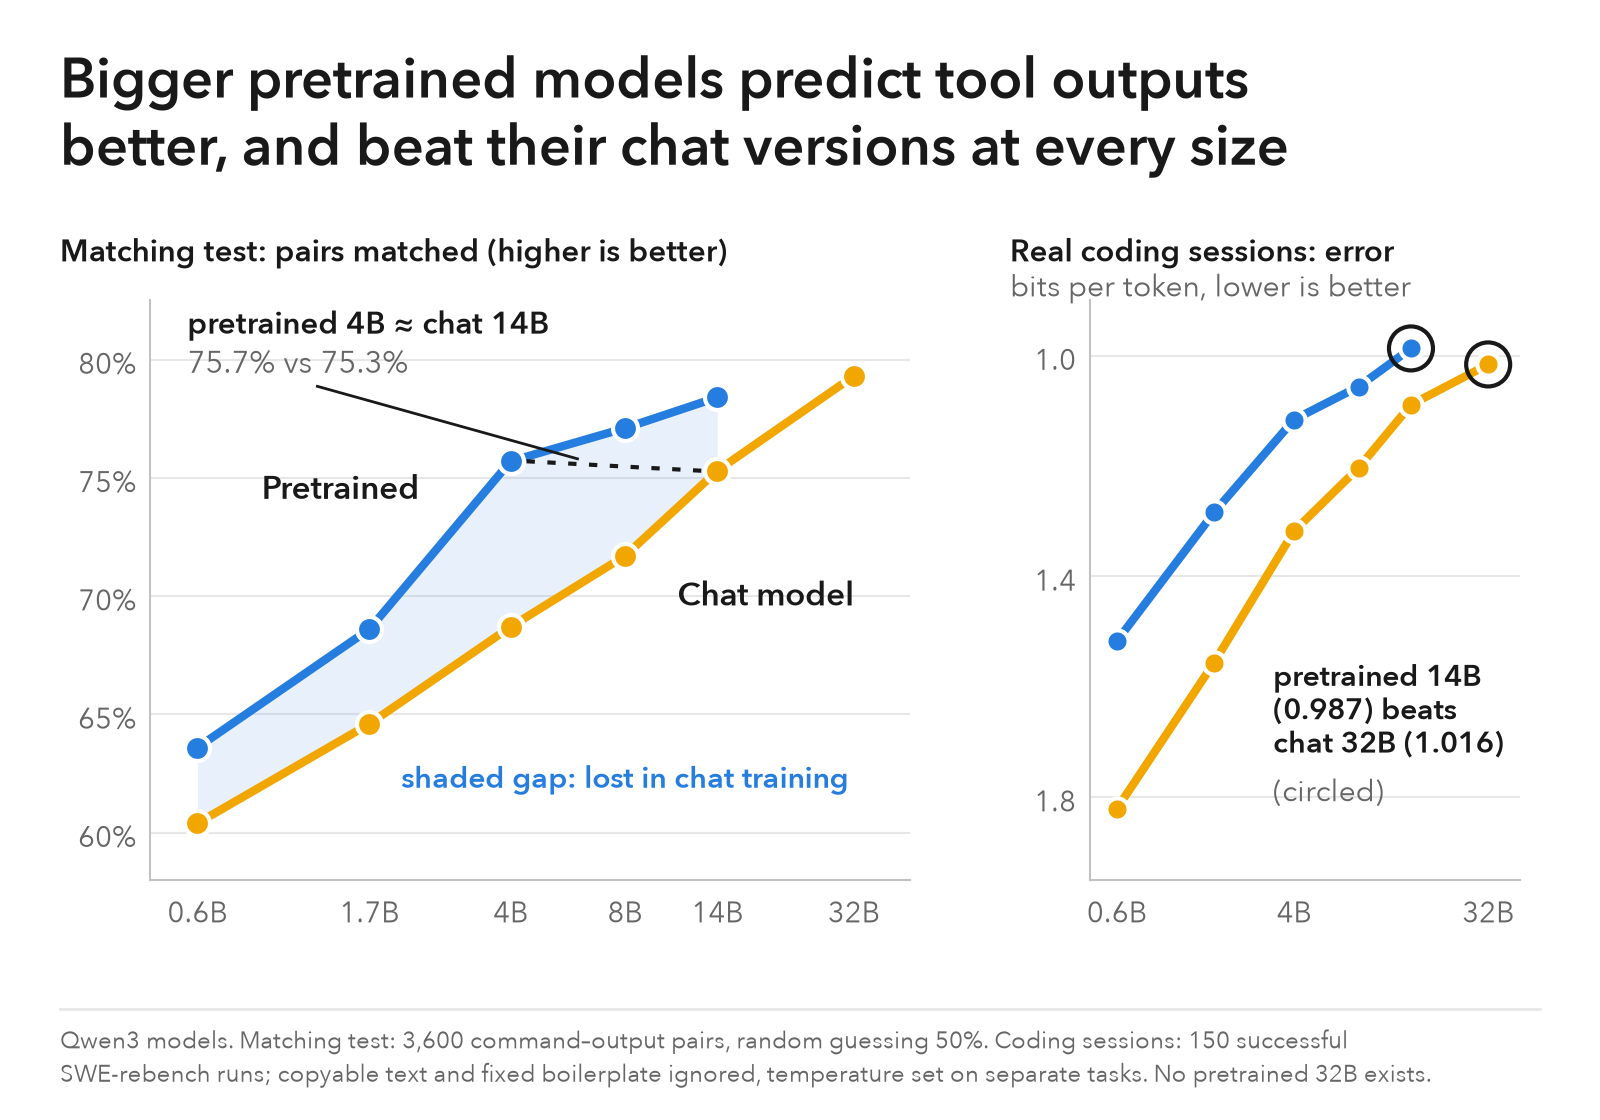 Bigger pretrained models predict tool outputs
better, and beat their chat versions at every size
Matching test: pairs matched (higher is better)
pretrained 4B ≈ chat 14B
75.7% vs 75.3%
80%
75%
70%
65%
60%
Pretrained
Chat model
shaded gap: lost in chat training
0.6B
1.7B
4B
8B
14B
32B
Real coding sessions: error
bits per token, lower is better
1.0
1.4
1.8
pretrained 14B
(0.987) beats
chat 32B (1.016)
(circled)
0.6B
4B
32B
Qwen3 models. Matching test: 3,600 command–output pairs, random guessing 50%. Coding sessions: 150 successful
SWE-rebench runs; copyable text and fixed boilerplate ignored, temperature set on separate tasks. No pretrained 32B exists.